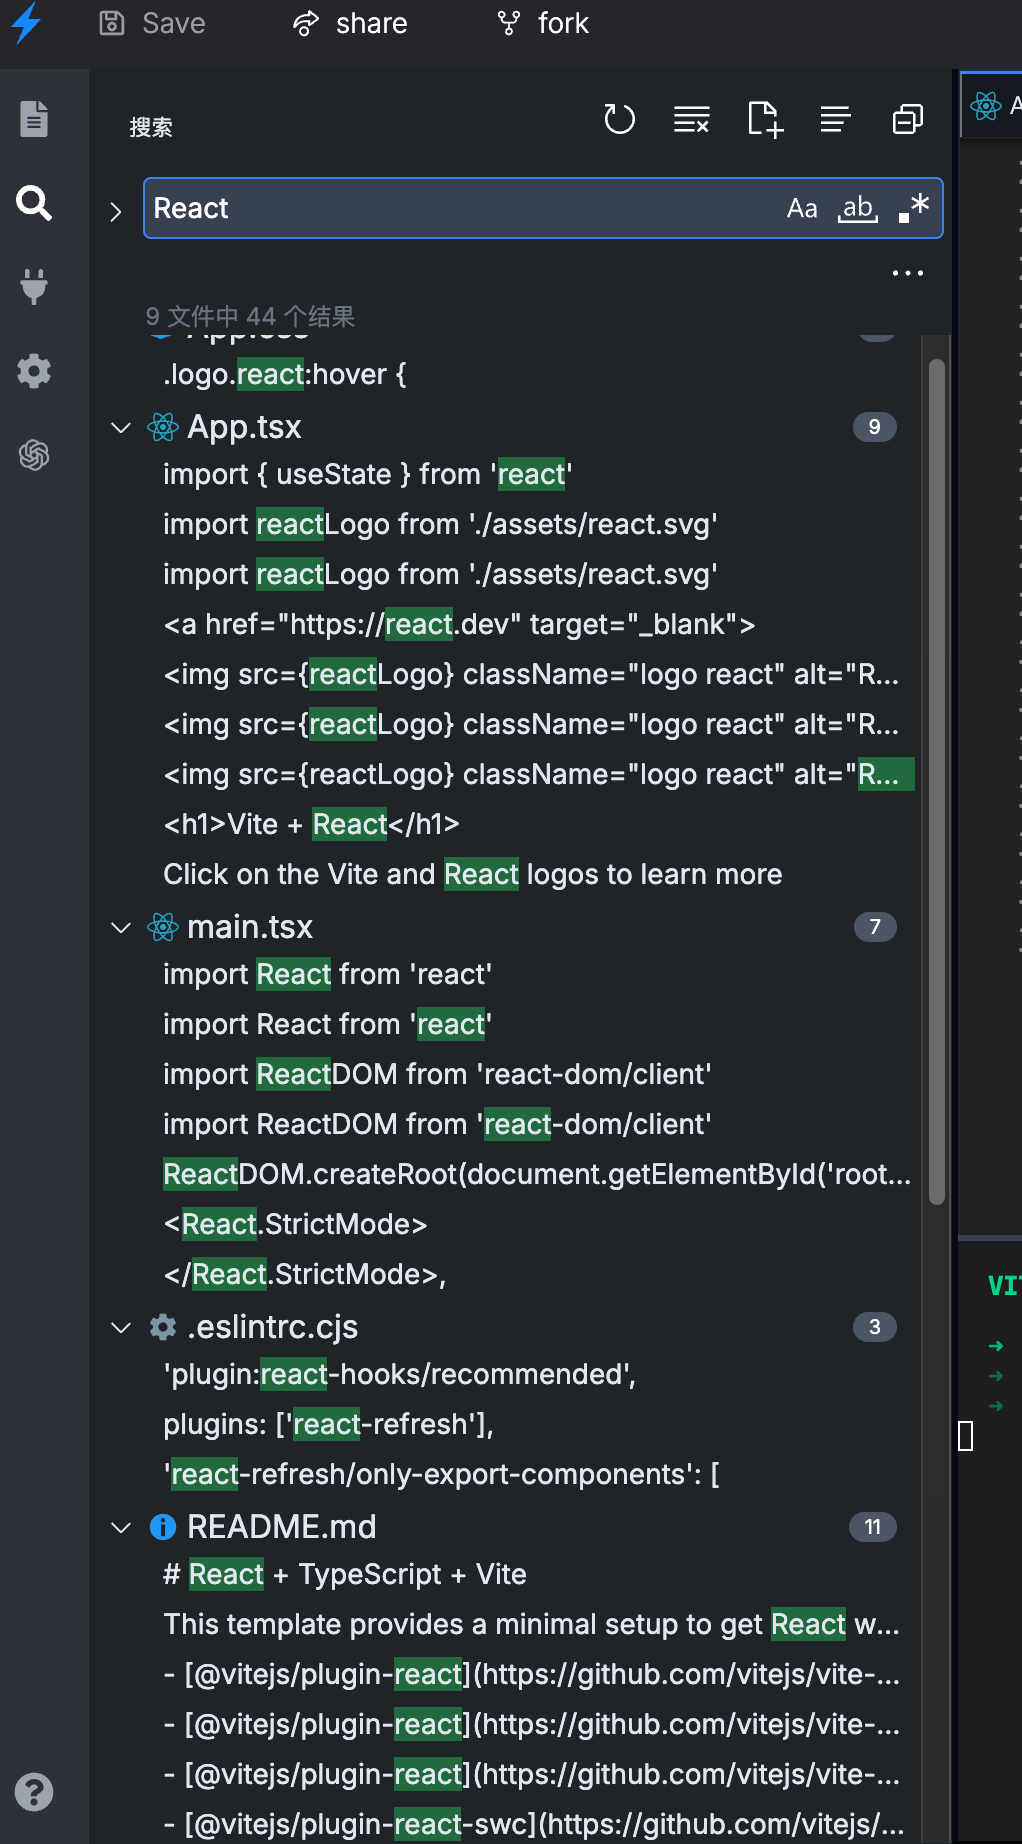 Save share fork
搜索
A
React Aa ab .*
...
9 文件中 44 个结果
App.css
.logo.react:hover {
App.tsx 9
import { useState } from 'react'
import reactLogo from './assets/react.svg'
import reactLogo from './assets/react.svg'
<a href="https://react.dev" target="_blank">
<img src={reactLogo} className="logo react" alt="R...
<img src={reactLogo} className="logo react" alt="R...
<img src={reactLogo} className="logo react" alt="R...
<h1>Vite + React</h1>
Click on the Vite and React logos to learn more
main.tsx 7
import React from 'react'
import React from 'react'
import ReactDOM from 'react-dom/client'
import ReactDOM from 'react-dom/client'
ReactDOM.createRoot(document.getElementById('root...
<React.StrictMode>
</React.StrictMode>,
VIT
.eslintrc.cjs 3
'plugin:react-hooks/recommended',
plugins: ['react-refresh'],
'react-refresh/only-export-components': [
README.md 11
# React + TypeScript + Vite
This template provides a minimal setup to get React w...
- [@vitejs/plugin-react](https://github.com/vitejs/vite-...
- [@vitejs/plugin-react](https://github.com/vitejs/vite-...
- [@vitejs/plugin-react](https://github.com/vitejs/vite-...
- [@vitejs/plugin-react-swc](https://github.com/vitejs/...